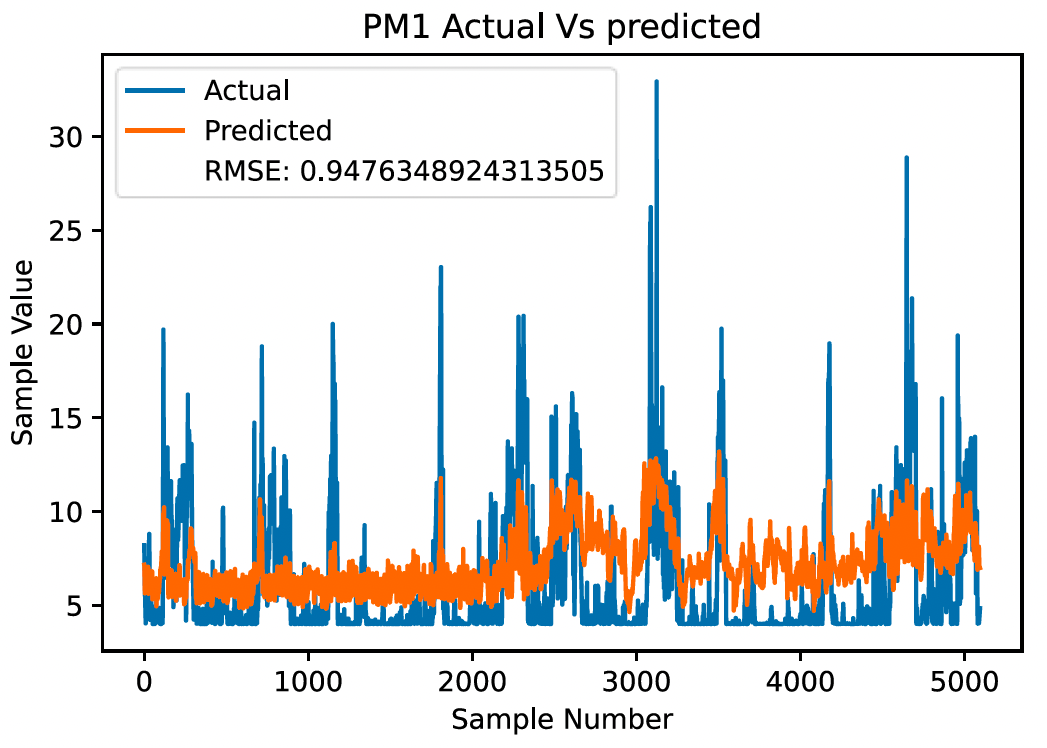 PM1 Actual Vs predicted
Actual
Predicted
RMSE: 0.9476348924313505
30
25
20
15
10
5
Sample Value
0 1000 2000 3000 4000 5000
Sample Number